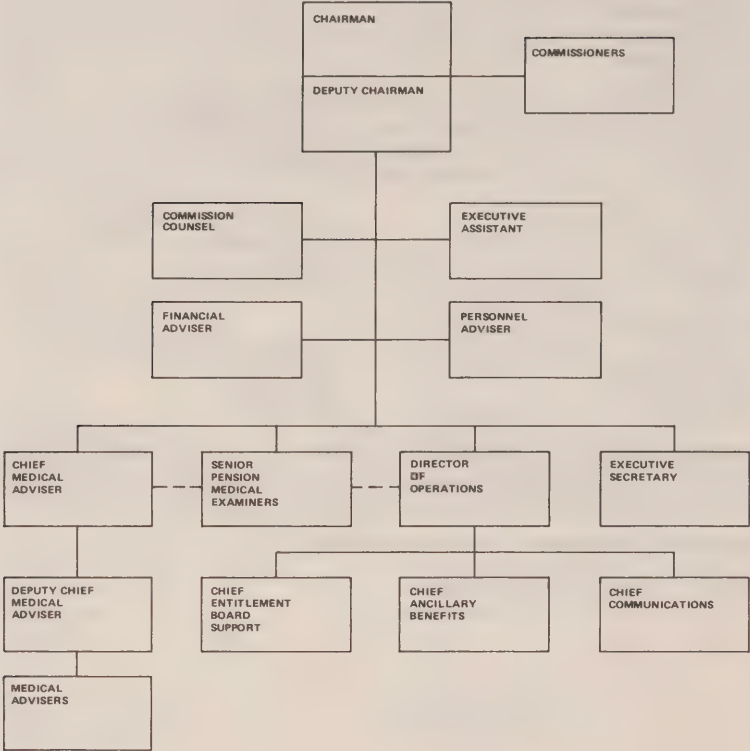 CHAIRMAN
COMMISSIONERS
DEPUTY CHAIRMAN
COMMISSION
COUNSEL
EXECUTIVE
ASSISTANT
FINANCIAL
ADVISER
PERSONNEL
ADVISER
CHIEF
MEDICAL
ADVISER
SENIOR
PENSION
MEDICAL
EXAMINERS
DIRECTOR
OF
OPERATIONS
EXECUTIVE
SECRETARY
DEPUTY CHIEF
MEDICAL
ADVISER
CHIEF
ENTITLEMENT
BOARD
SUPPORT
CHIEF
ANCILLARY
BENEFITS
CHIEF
COMMUNICATIONS
MEDICAL
ADVISERS